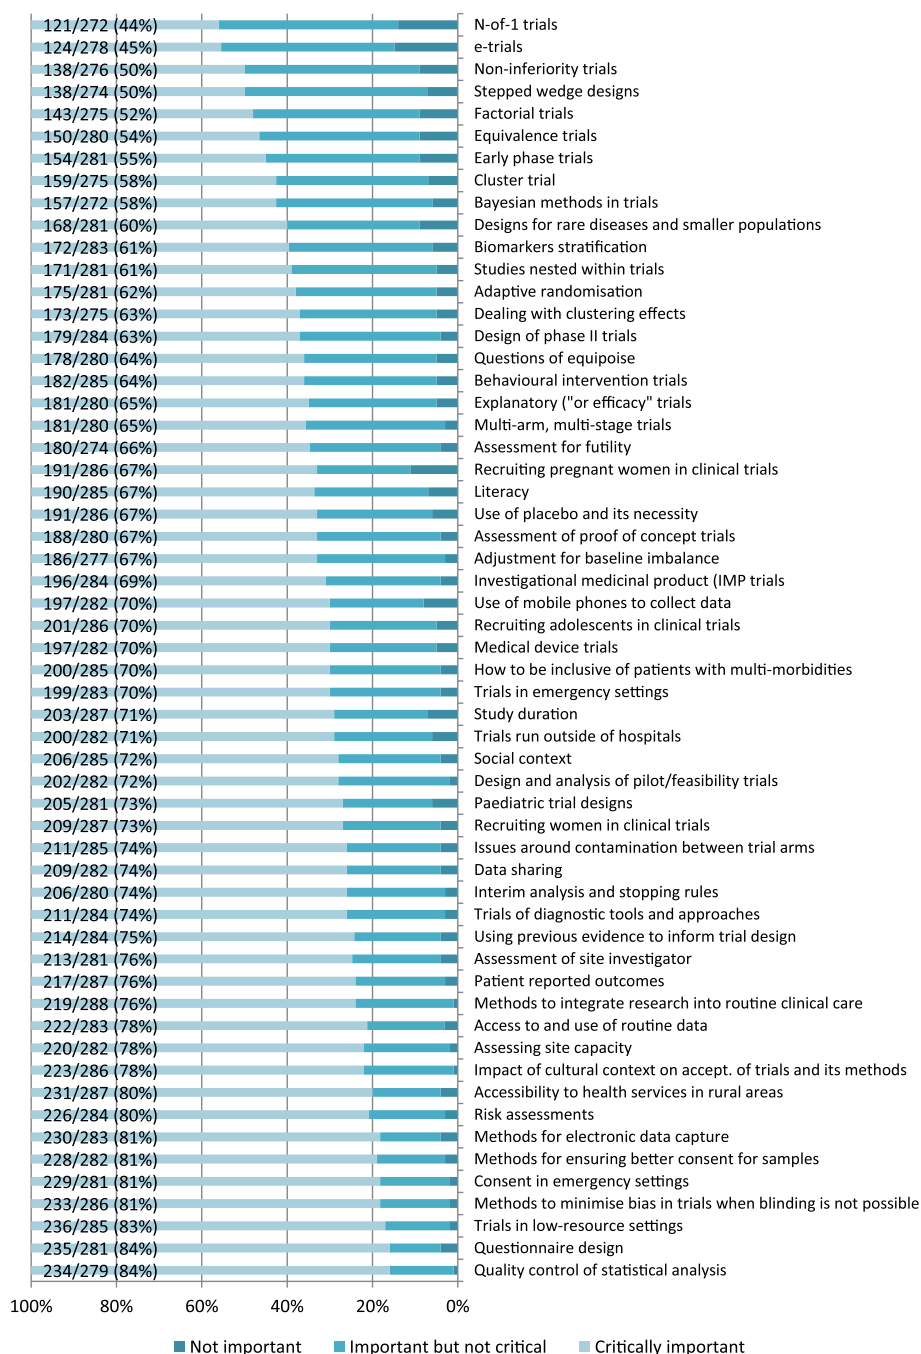 121/272 (44%) N-of-1 trials
124/278 (45%) e-trials
138/276 (50%) Non-inferiority trials
138/274 (50%) Stepped wedge designs
143/275 (52%) Factorial trials
150/280 (54%) Equivalence trials
154/281 (55%) Early phase trials
159/275 (58%) Cluster trial
157/272 (58%) Bayesian methods in trials
168/281 (60%) Designs for rare diseases and smaller populations
172/283 (61%) Biomarkers stratification
171/281 (61%) Studies nested within trials
175/281 (62%) Adaptive randomisation
173/275 (63%) Dealing with clustering effects
179/284 (63%) Design of phase II trials
178/280 (64%) Questions of equipoise
182/285 (64%) Behavioural intervention trials
181/280 (65%) Explanatory ("or efficacy" trials
181/280 (65%) Multi-arm, multi-stage trials
180/274 (66%) Assessment for futility
191/286 (67%) Recruiting pregnant women in clinical trials
190/285 (67%) Literacy
191/286 (67%) Use of placebo and its necessity
188/280 (67%) Assessment of proof of concept trials
186/277 (67%) Adjustment for baseline imbalance
196/284 (69%) Investigational medicinal product (IMP trials
197/282 (70%) Use of mobile phones to collect data
201/286 (70%) Recruiting adolescents in clinical trials
197/282 (70%) Medical device trials
200/285 (70%) How to be inclusive of patients with multi-morbidities
199/283 (70%) Trials in emergency settings
203/287 (71%) Study duration
200/282 (71%) Trials run outside of hospitals
206/285 (72%) Social context
202/282 (72%) Design and analysis of pilot/feasibility trials
205/281 (73%) Paediatric trial designs
209/287 (73%) Recruiting women in clinical trials
211/285 (74%) Issues around contamination between trial arms
209/282 (74%) Data sharing
206/280 (74%) Interim analysis and stopping rules
211/284 (74%) Trials of diagnostic tools and approaches
214/284 (75%) Using previous evidence to inform trial design
213/281 (76%) Assessment of site investigator
217/287 (76%) Patient reported outcomes
219/288 (76%) Methods to integrate research into routine clinical care
222/283 (78%) Access to and use of routine data
220/282 (78%) Assessing site capacity
223/286 (78%) Impact of cultural context on accept. of trials and its methods
231/287 (80%) Accessibility to health services in rural areas
226/284 (80%) Risk assessments
230/283 (81%) Methods for electronic data capture
228/282 (81%) Methods for ensuring better consent for samples
229/281 (81%) Consent in emergency settings
233/286 (81%) Methods to minimise bias in trials when blinding is not possible
236/285 (83%) Trials in low-resource settings
235/281 (84%) Questionnaire design
234/279 (84%) Quality control of statistical analysis
100% 80% 60% 40% 20% 0%
Not important Important but not critical Critically important